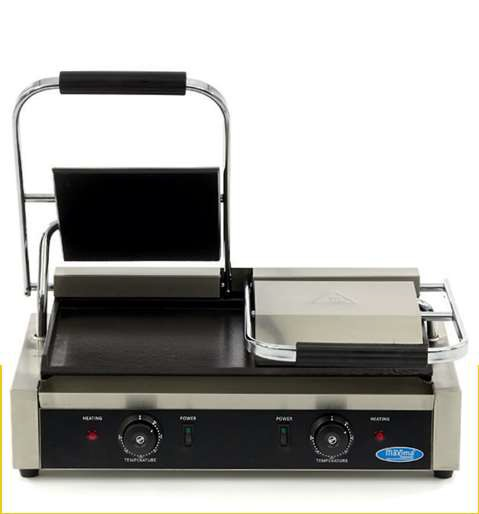 HEATING
POWER
POWER
HEATING
TEMPERATURE
TEMPERATURE
maxima